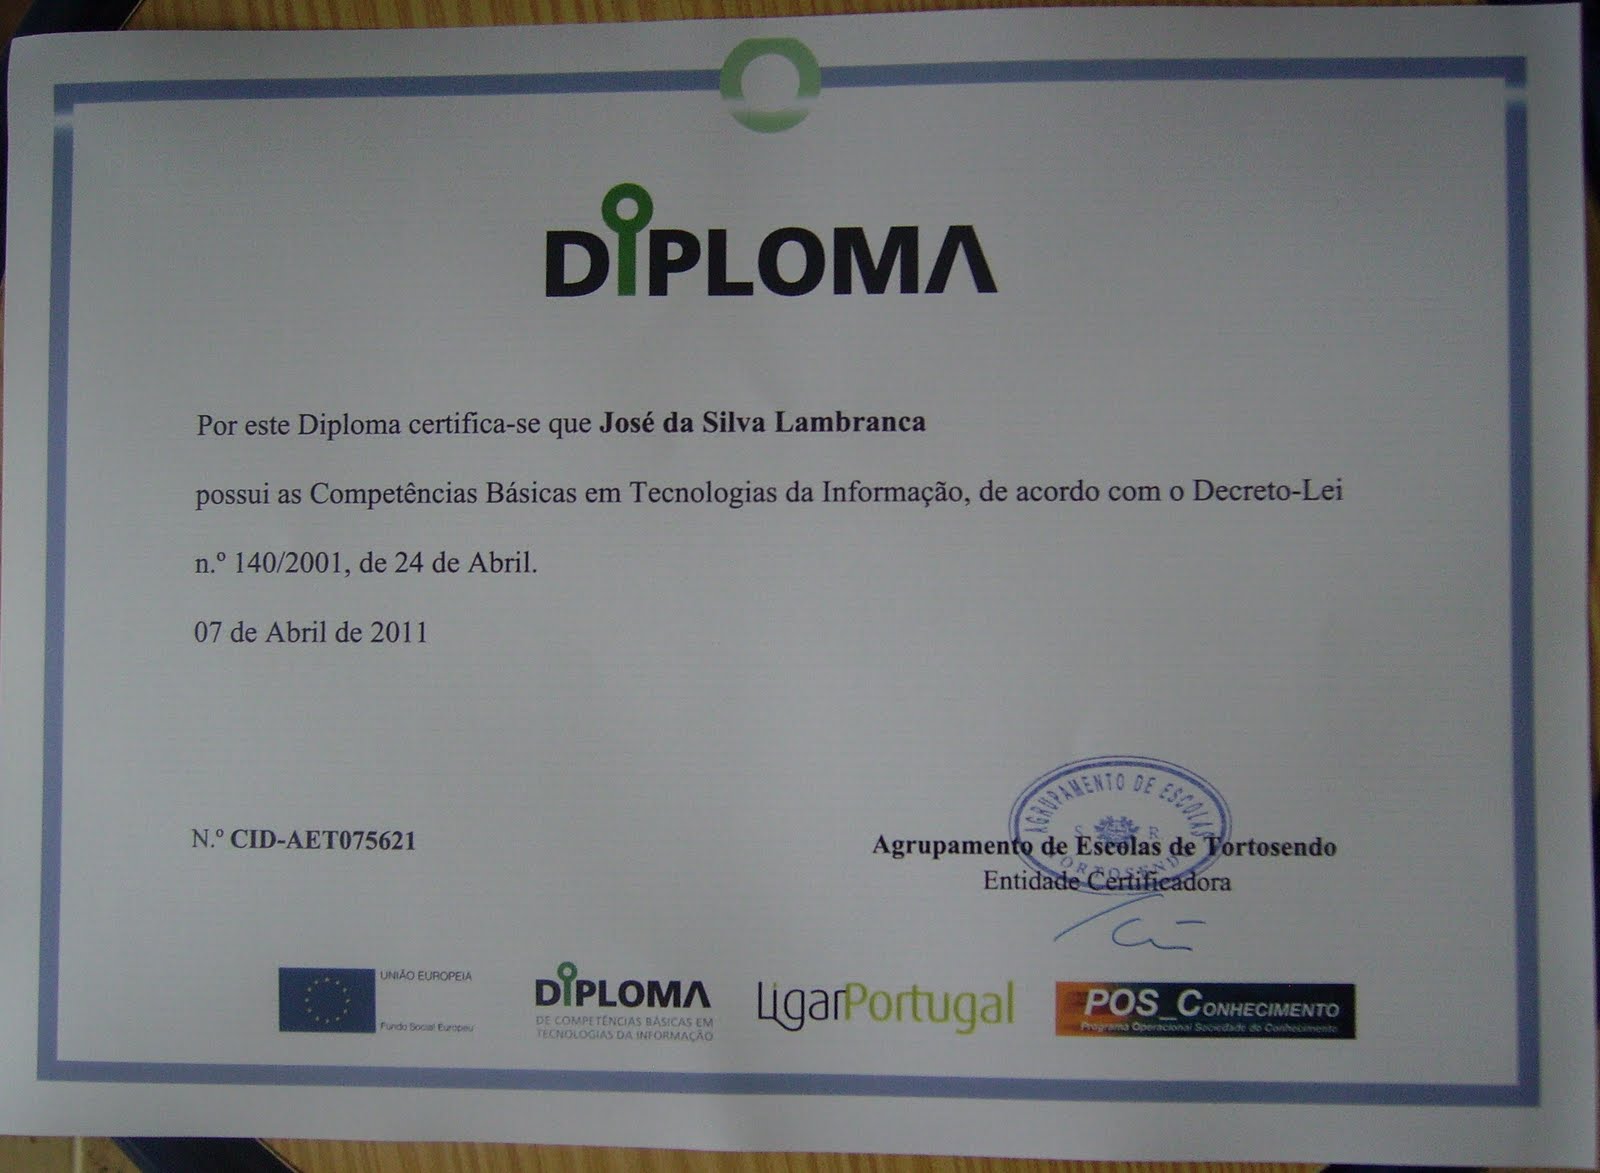 DIPLOMA
Por este Diploma certifica-se que José da Silva Lambranca
possui as Competências Básicas em Tecnologias da Informação, de acordo com o Decreto-Lei
n.º 140/2001, de 24 de Abril.
07 de Abril de 2011
AGRUPAMENTO DE ESCOLAS
S. R.
TORTOSENDO
N.º CID-AET075621
Agrupamento de Escolas de Tortosendo
Entidade Certificadora
UNIÃO EUROPEIA
Fundo Social Europeu
DIPLOMA
DE COMPETÊNCIAS BÁSICAS EM
TECNOLOGIAS DA INFORMAÇÃO
LigarPortugal
POS_CONHECIMENTO
Programa Operacional Sociedade do Conhecimento